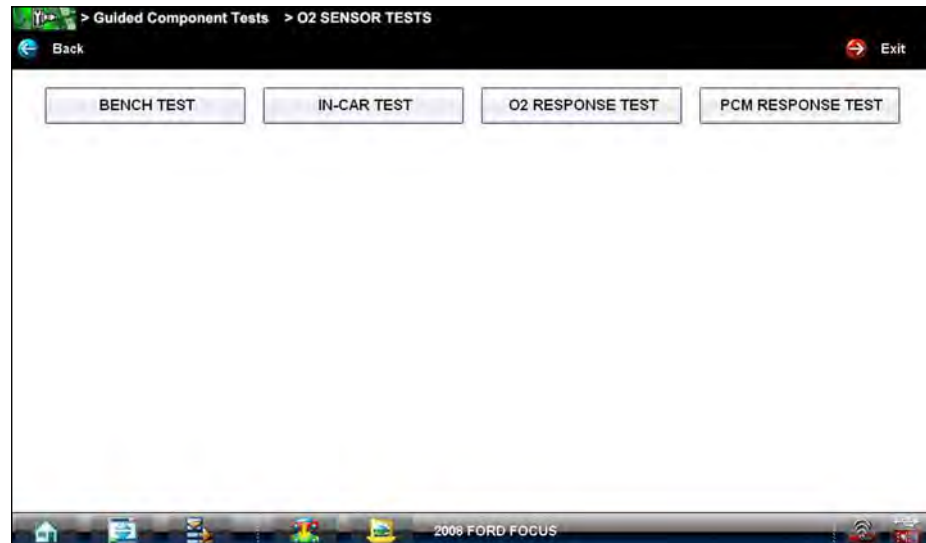 > Guided Component Tests > O2 SENSOR TESTS
Back
Exit
BENCH TEST
IN-CAR TEST
O2 RESPONSE TEST
PCM RESPONSE TEST
2008 FORD FOCUS